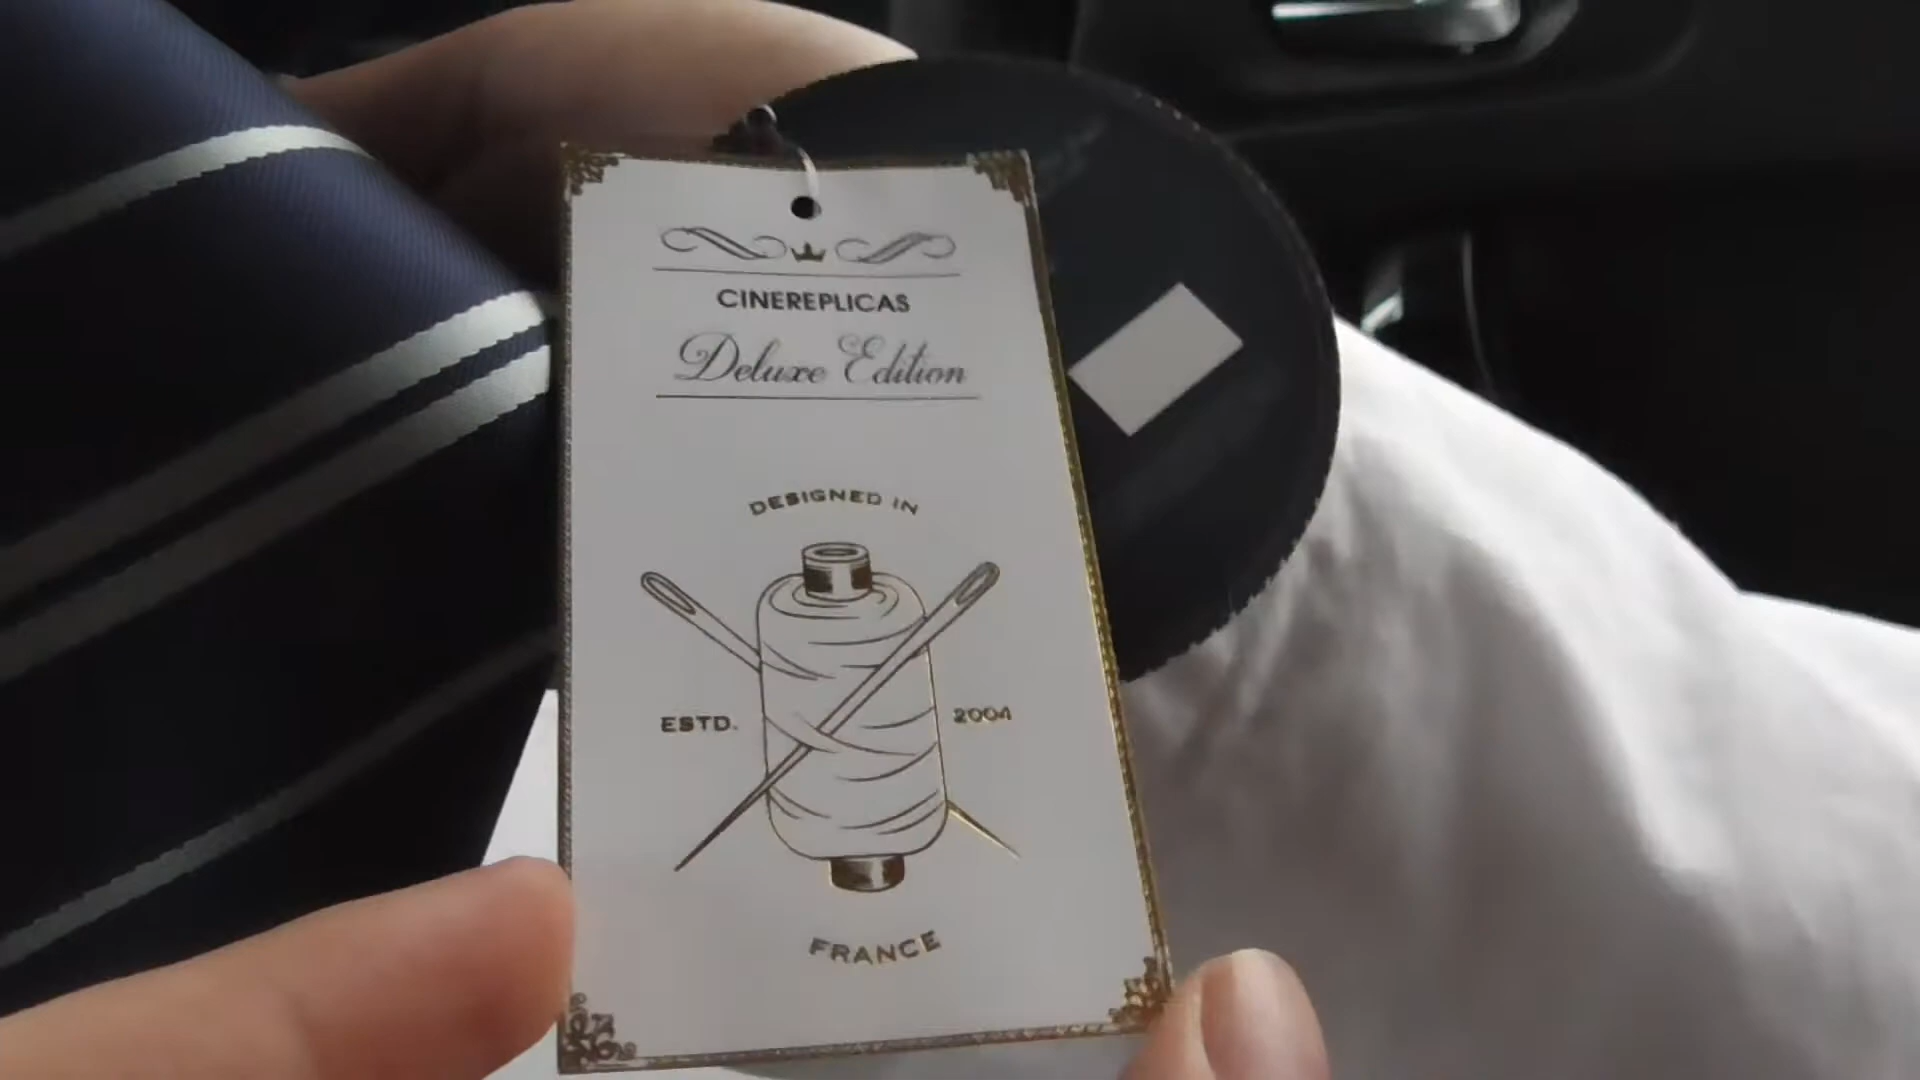 CINEREPLICAS
Deluxe Edition
DESIGNED IN
ESTD. 2004
FRANCE